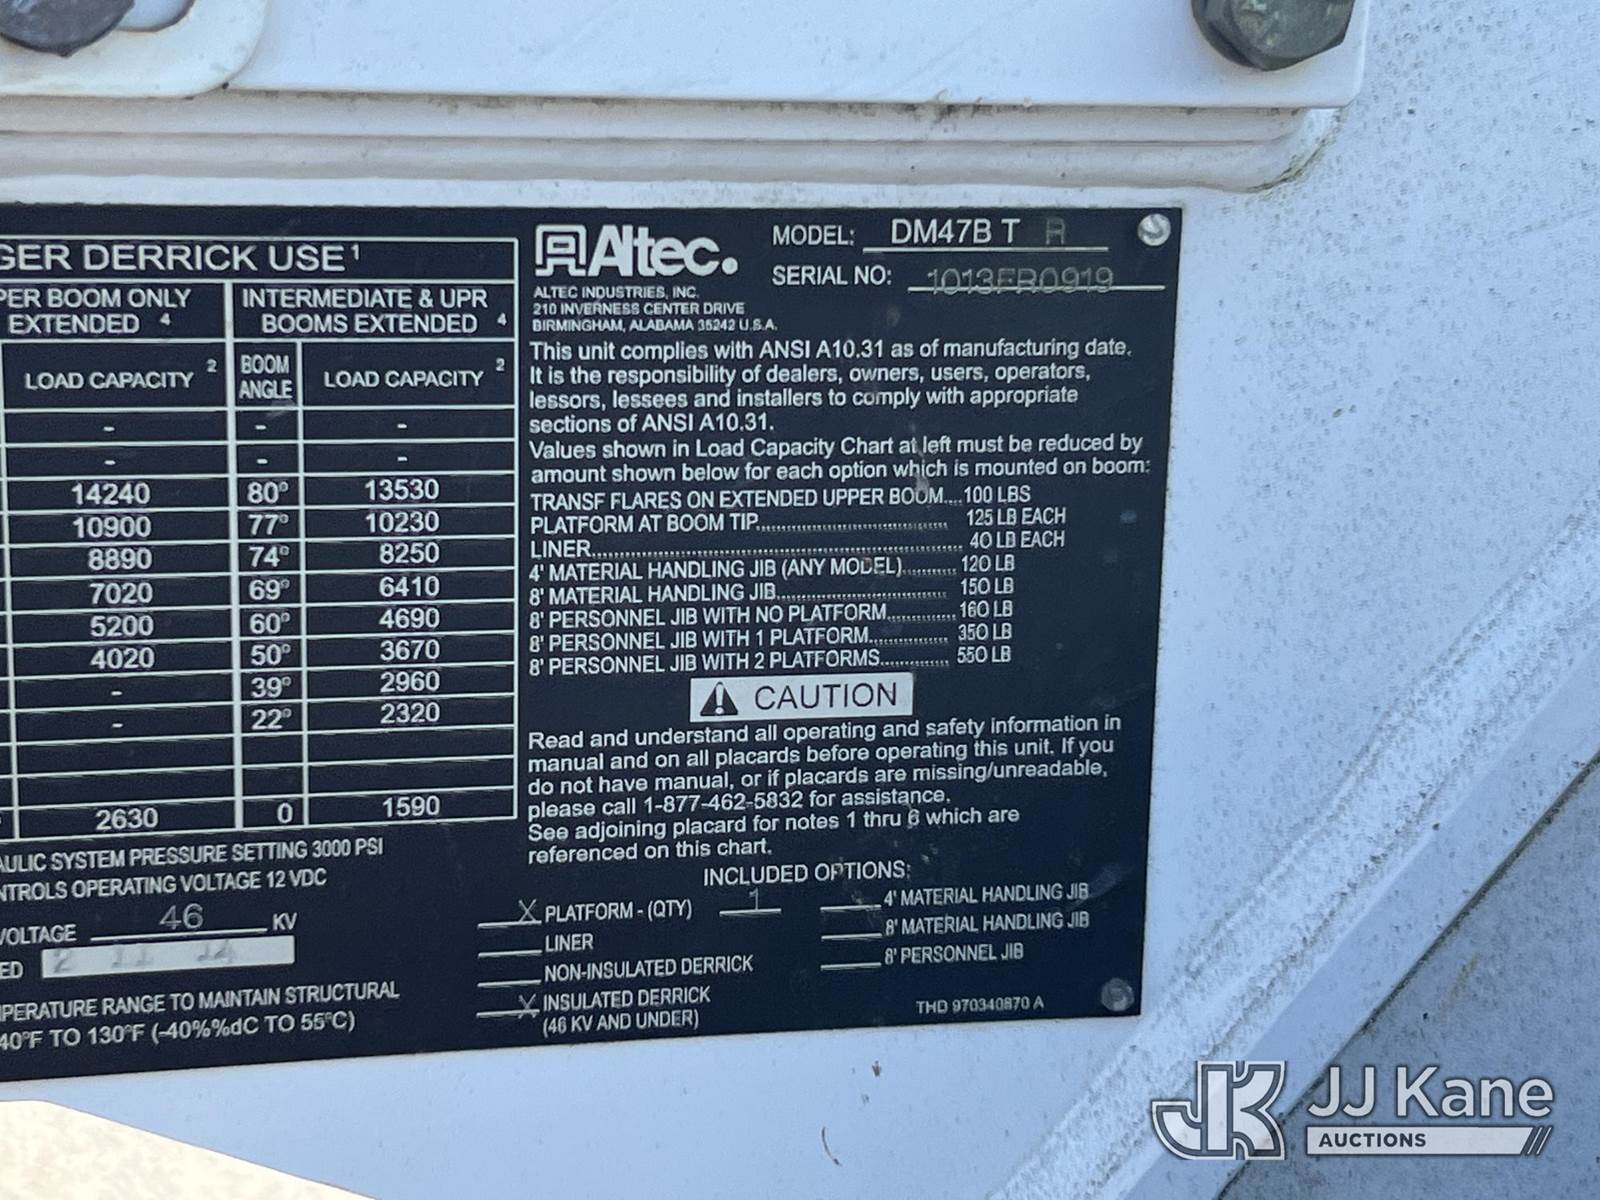 GER DERRICK USE 1
PER BOOM ONLY EXTENDED 4
INTERMEDIATE & UPR BOOMS EXTENDED 4
LOAD CAPACITY 2 BOOM ANGLE LOAD CAPACITY 2
- - -
- - -
14240 80° 13530
10900 77° 10230
8890 74° 8250
7020 69° 6410
5200 60° 4690
4020 50° 3670
- 39° 2960
- 22° 2320
2630 0 1590
AULIC SYSTEM PRESSURE SETTING 3000 PSI
NTROLS OPERATING VOLTAGE 12 VDC
VOLTAGE 46 KV
ED 2 11 14
PERATURE RANGE TO MAINTAIN STRUCTURAL
40°F TO 130°F (-40%%dC TO 55°C)
Altec.
ALTEC INDUSTRIES, INC.
210 INVERNESS CENTER DRIVE
BIRMINGHAM, ALABAMA 35242 U.S.A.
MODEL: DM47B T R
SERIAL NO: 1013FR0919
This unit complies with ANSI A10.31 as of manufacturing date.
It is the responsibility of dealers, owners, users, operators,
lessors, lessees and installers to comply with appropriate
sections of ANSI A10.31.
Values shown in Load Capacity Chart at left must be reduced by
amount shown below for each option which is mounted on boom:
TRANSF FLARES ON EXTENDED UPPER BOOM....100 LBS
PLATFORM AT BOOM TIP............................ 125 LB EACH
LINER........................................................ 40 LB EACH
4' MATERIAL HANDLING JIB (ANY MODEL).......... 120 LB
8' MATERIAL HANDLING JIB............................ 150 LB
8' PERSONNEL JIB WITH NO PLATFORM............ 160 LB
8' PERSONNEL JIB WITH 1 PLATFORM.............. 350 LB
8' PERSONNEL JIB WITH 2 PLATFORMS............ 550 LB
CAUTION
Read and understand all operating and safety information in
manual and on all placards before operating this unit. If you
do not have manual, or if placards are missing/unreadable,
please call 1-877-462-5832 for assistance.
See adjoining placard for notes 1 thru 6 which are
referenced on this chart.
INCLUDED OPTIONS:
X PLATFORM - (QTY) 1
LINER
NON-INSULATED DERRICK
X INSULATED DERRICK
(46 KV AND UNDER)
4' MATERIAL HANDLING JIB
8' MATERIAL HANDLING JIB
8' PERSONNEL JIB
THD 970340870 A
JK JJ Kane
AUCTIONS